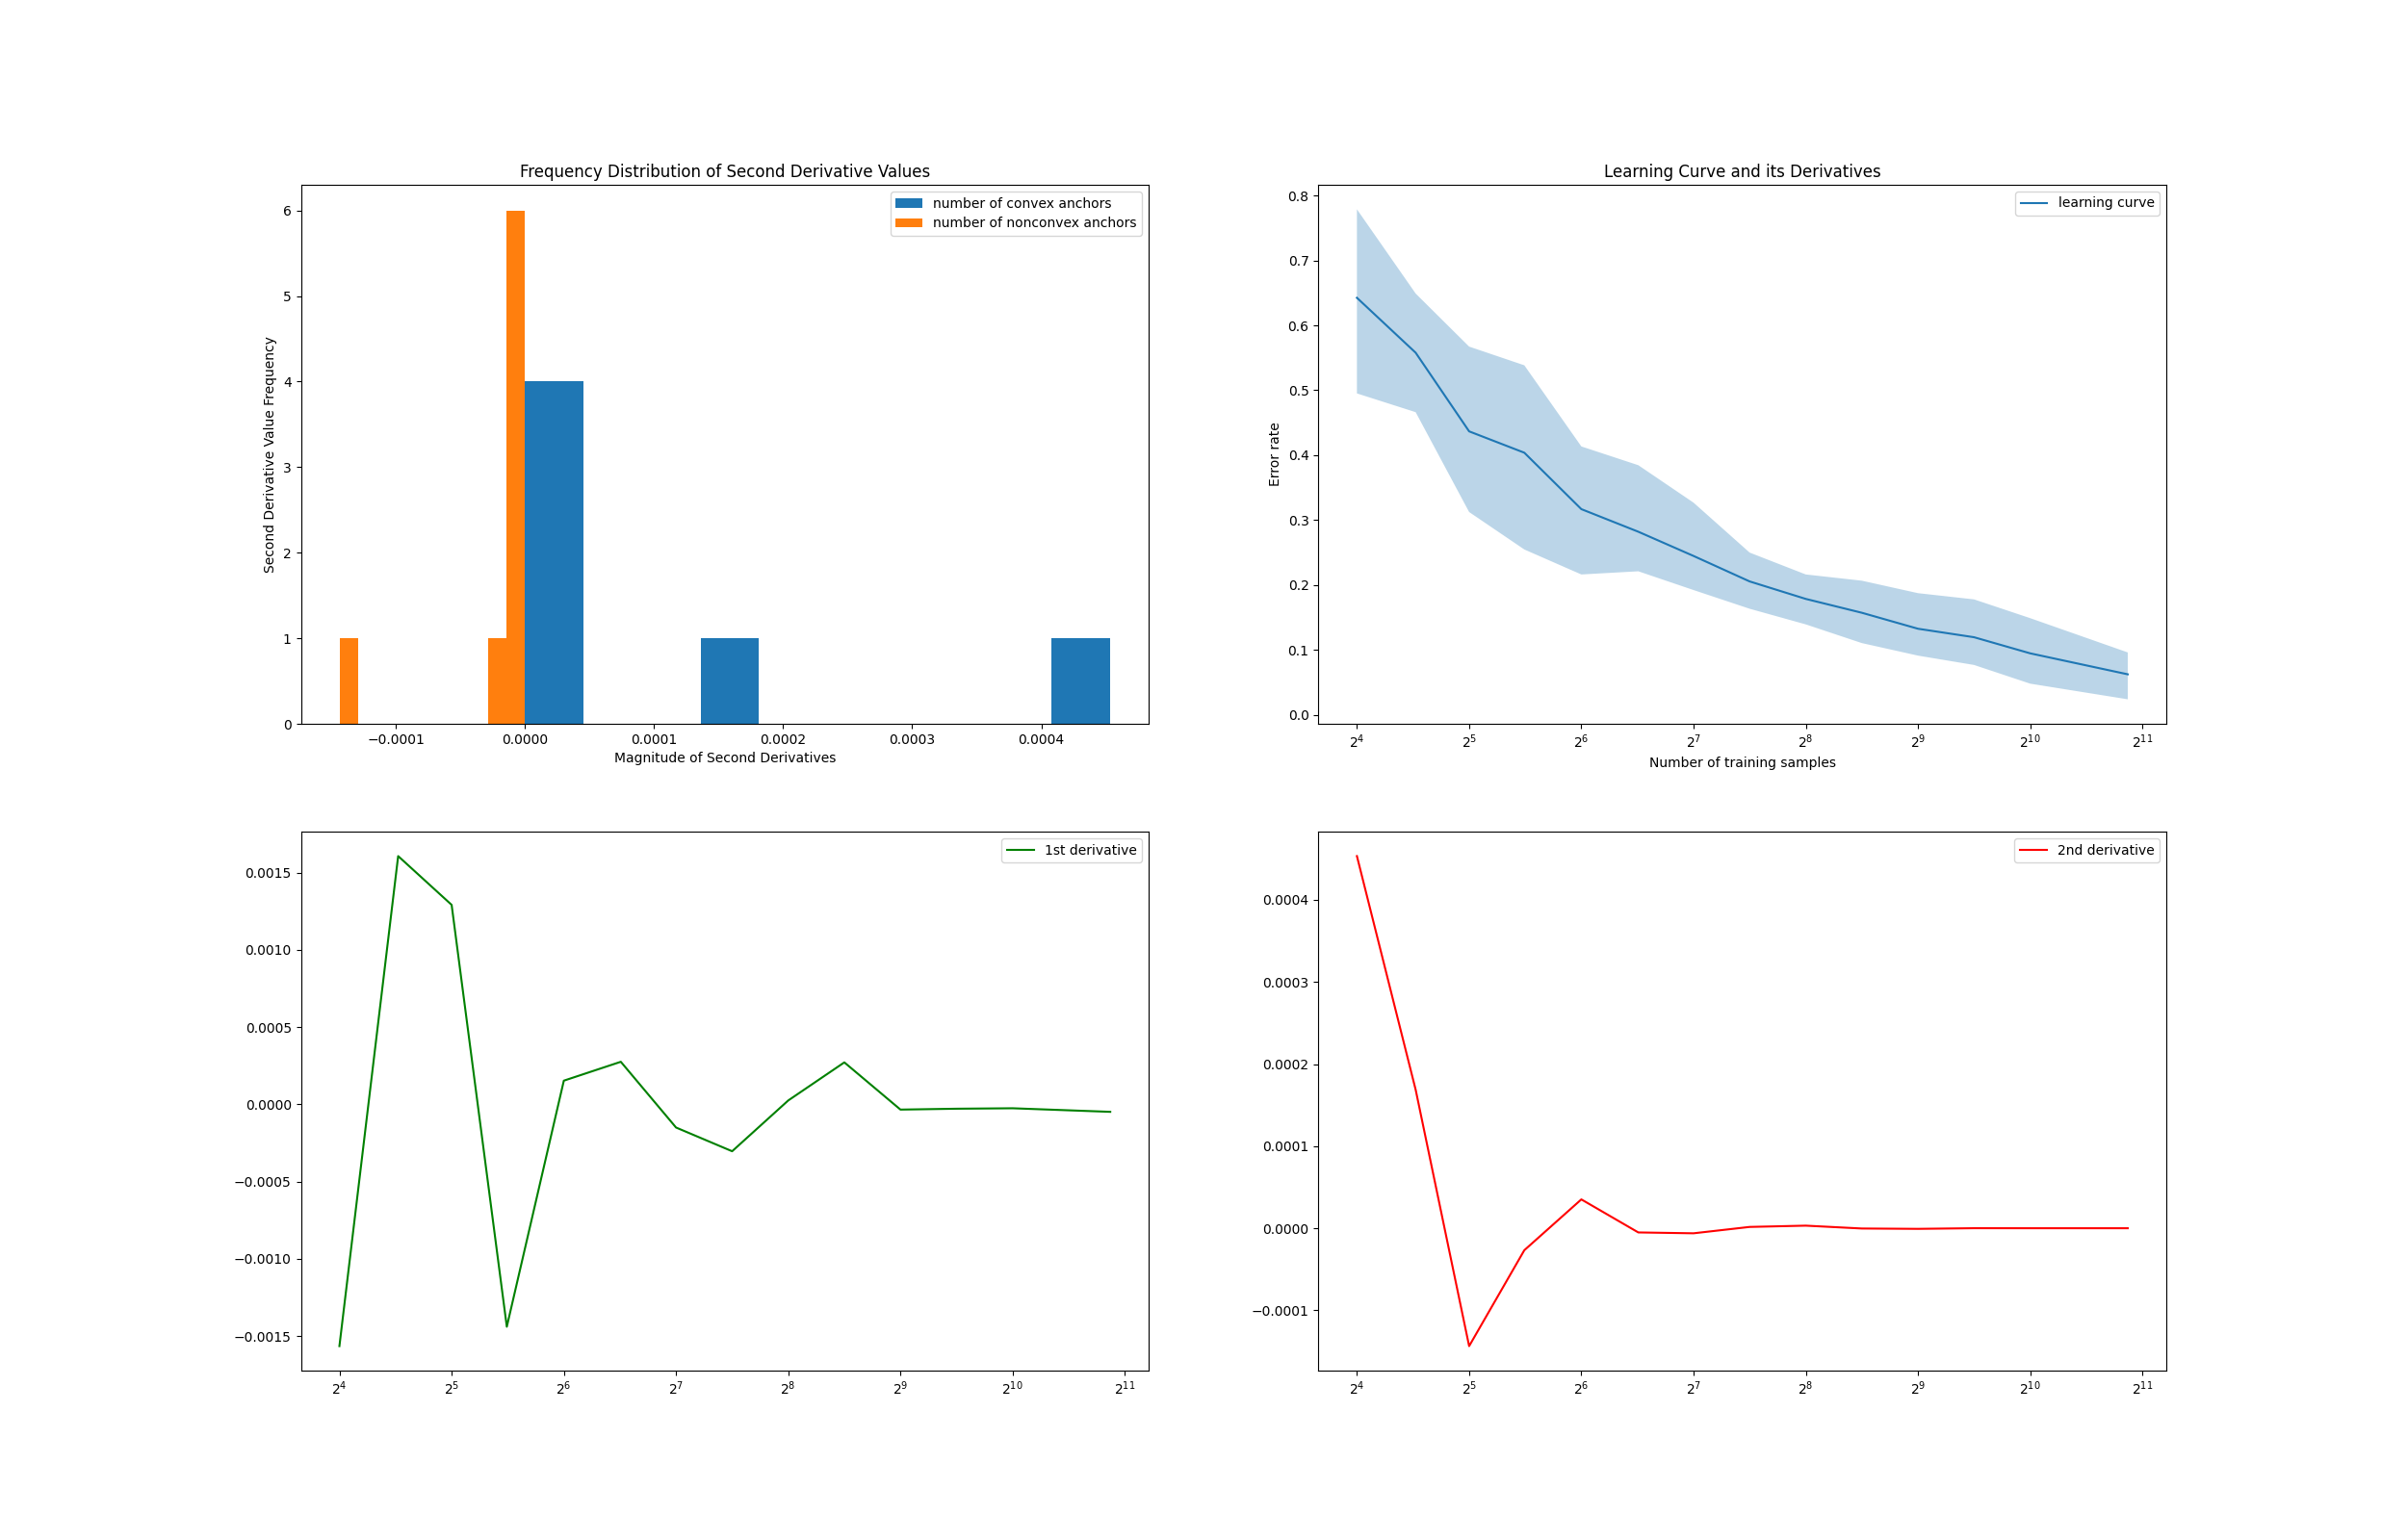 Frequency Distribution of Second Derivative Values
number of convex anchors
number of nonconvex anchors
Second Derivative Value Frequency
6
5
4
3
2
1
0
−0.0001 0.0000 0.0001 0.0002 0.0003 0.0004
Magnitude of Second Derivatives
Learning Curve and its Derivatives
learning curve
Error rate
0.8
0.7
0.6
0.5
0.4
0.3
0.2
0.1
0.0
2⁴ 2⁵ 2⁶ 2⁷ 2⁸ 2⁹ 2¹⁰ 2¹¹
Number of training samples
1st derivative
0.0015
0.0010
0.0005
0.0000
−0.0005
−0.0010
−0.0015
2⁴ 2⁵ 2⁶ 2⁷ 2⁸ 2⁹ 2¹⁰ 2¹¹
2nd derivative
0.0004
0.0003
0.0002
0.0001
0.0000
−0.0001
2⁴ 2⁵ 2⁶ 2⁷ 2⁸ 2⁹ 2¹⁰ 2¹¹